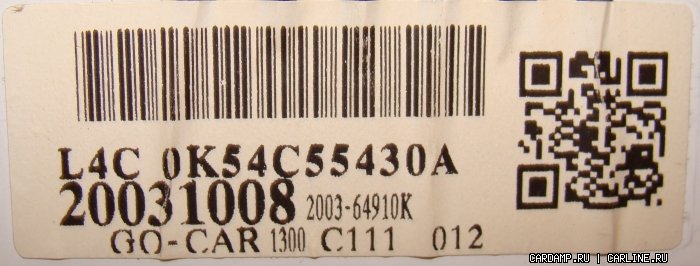 L4C 0K54C55430A
20031008 2003-64910K
GO-CAR 1300 C111 012
CARDAMP.RU | CARLINE.RU